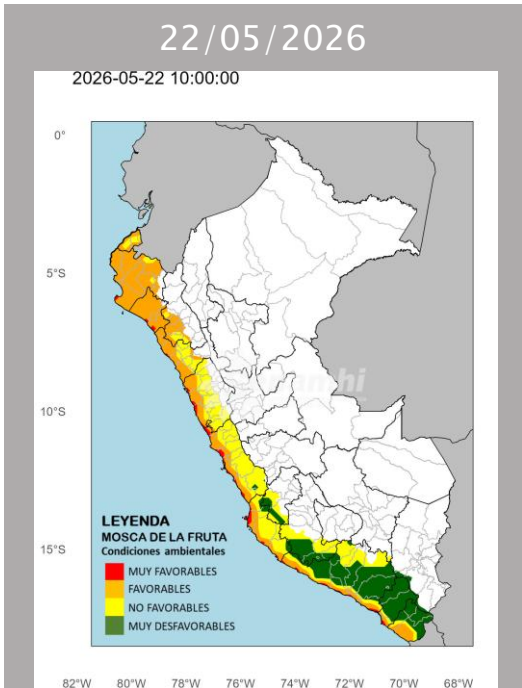 22/05/2026
2026-05-22 10:00:00
0°
5°S
10°S
15°S
LEYENDA
MOSCA DE LA FRUTA
Condiciones ambientales
MUY FAVORABLES
FAVORABLES
NO FAVORABLES
MUY DESFAVORABLES
82°W 80°W 78°W 76°W 74°W 72°W 70°W 68°W